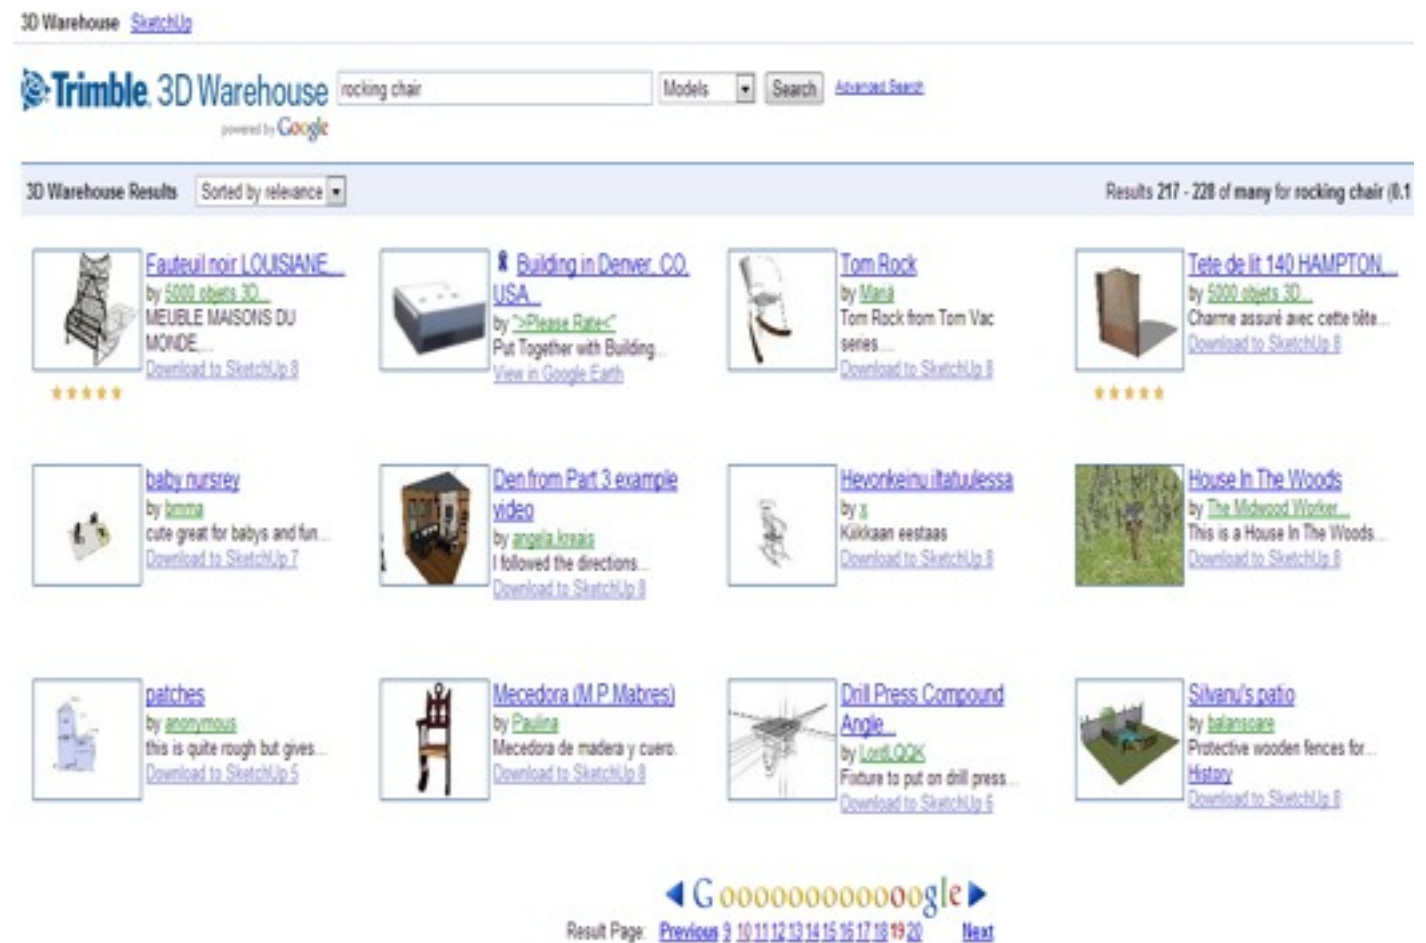 3D Warehouse SketchUp
Trimble. 3D Warehouse rocking chair Models Search Advanced Search
powered by Google
3D Warehouse Results Sorted by relevance Results 217 - 228 of many for rocking chair (0.1
Fauteuil noir LOUISIANE,...
by 5000 objets 3D...
MEUBLE MAISONS DU
MONDE,...
Download to SketchUp 8
Building in Denver, CO,
USA...
by ">Please Rate<"
Put Together with Building...
View in Google Earth
Tom Rock
by Maná
Tom Rock from Tom Vac
series....
Download to SketchUp 8
Tete de lit 140 HAMPTON,...
by 5000 objets 3D...
Charme assuré avec cette tête...
Download to SketchUp 8
baby nursrey
by
cute great for babys and fun...
Download to SketchUp 7
Den from Part 3 example
video
by angela.kreais
I followed the directions...
Download to SketchUp 8
Hevonkeinu iltatuulessa
by x
Kiikkaan eestaas
Download to SketchUp 8
House In The Woods
by The Midwood Worker...
This is a House In The Woods...
Download to SketchUp 8
patches
by anonymous
this is quite rough but gives...
Download to SketchUp 5
Mecedora (M.P.Mabres)
by Paulina
Mecedora de madera y cuero.
Download to SketchUp 8
Drill Press Compound
Angle...
by LordLQQK
Fixture to put on drill press...
Download to SketchUp 6
Silvanu's patio
by balanspare
Protective wooden fences for...
History
Download to SketchUp 8
Goooooooooooogle
Result Page: Previous 9 10 11 12 13 14 15 16 17 18 19 20 Next